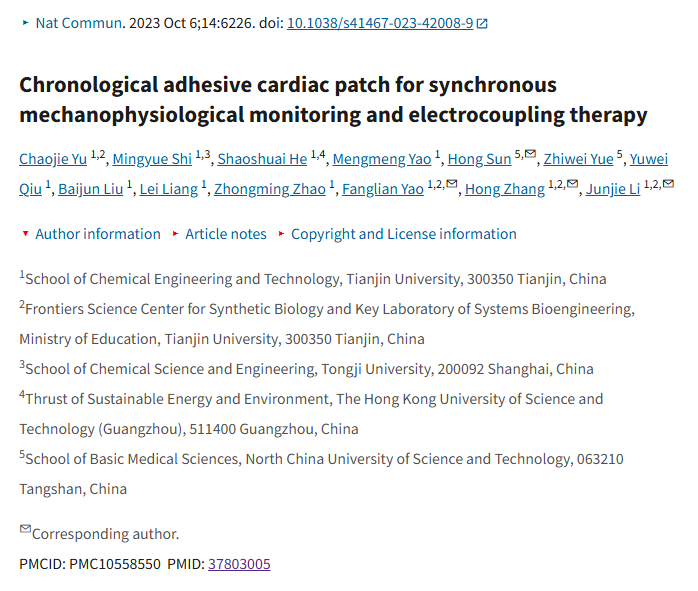 ▸ Nat Commun. 2023 Oct 6;14:6226. doi: 10.1038/s41467-023-42008-9
Chronological adhesive cardiac patch for synchronous
mechanophysiological monitoring and electrocoupling therapy
Chaojie Yu 1,2, Mingyue Shi 1,3, Shaoshuai He 1,4, Mengmeng Yao 1, Hong Sun 5,✉, Zhiwei Yue 5, Yuwei
Qiu 1, Baijun Liu 1, Lei Liang 1, Zhongming Zhao 1, Fanglian Yao 1,2,✉, Hong Zhang 1,2,✉, Junjie Li 1,2,✉
▾ Author information ▸ Article notes ▸ Copyright and License information
1School of Chemical Engineering and Technology, Tianjin University, 300350 Tianjin, China
2Frontiers Science Center for Synthetic Biology and Key Laboratory of Systems Bioengineering,
Ministry of Education, Tianjin University, 300350 Tianjin, China
3School of Chemical Science and Engineering, Tongji University, 200092 Shanghai, China
4Thrust of Sustainable Energy and Environment, The Hong Kong University of Science and
Technology (Guangzhou), 511400 Guangzhou, China
5School of Basic Medical Sciences, North China University of Science and Technology, 063210
Tangshan, China
✉Corresponding author.
PMCID: PMC10558550 PMID: 37803005